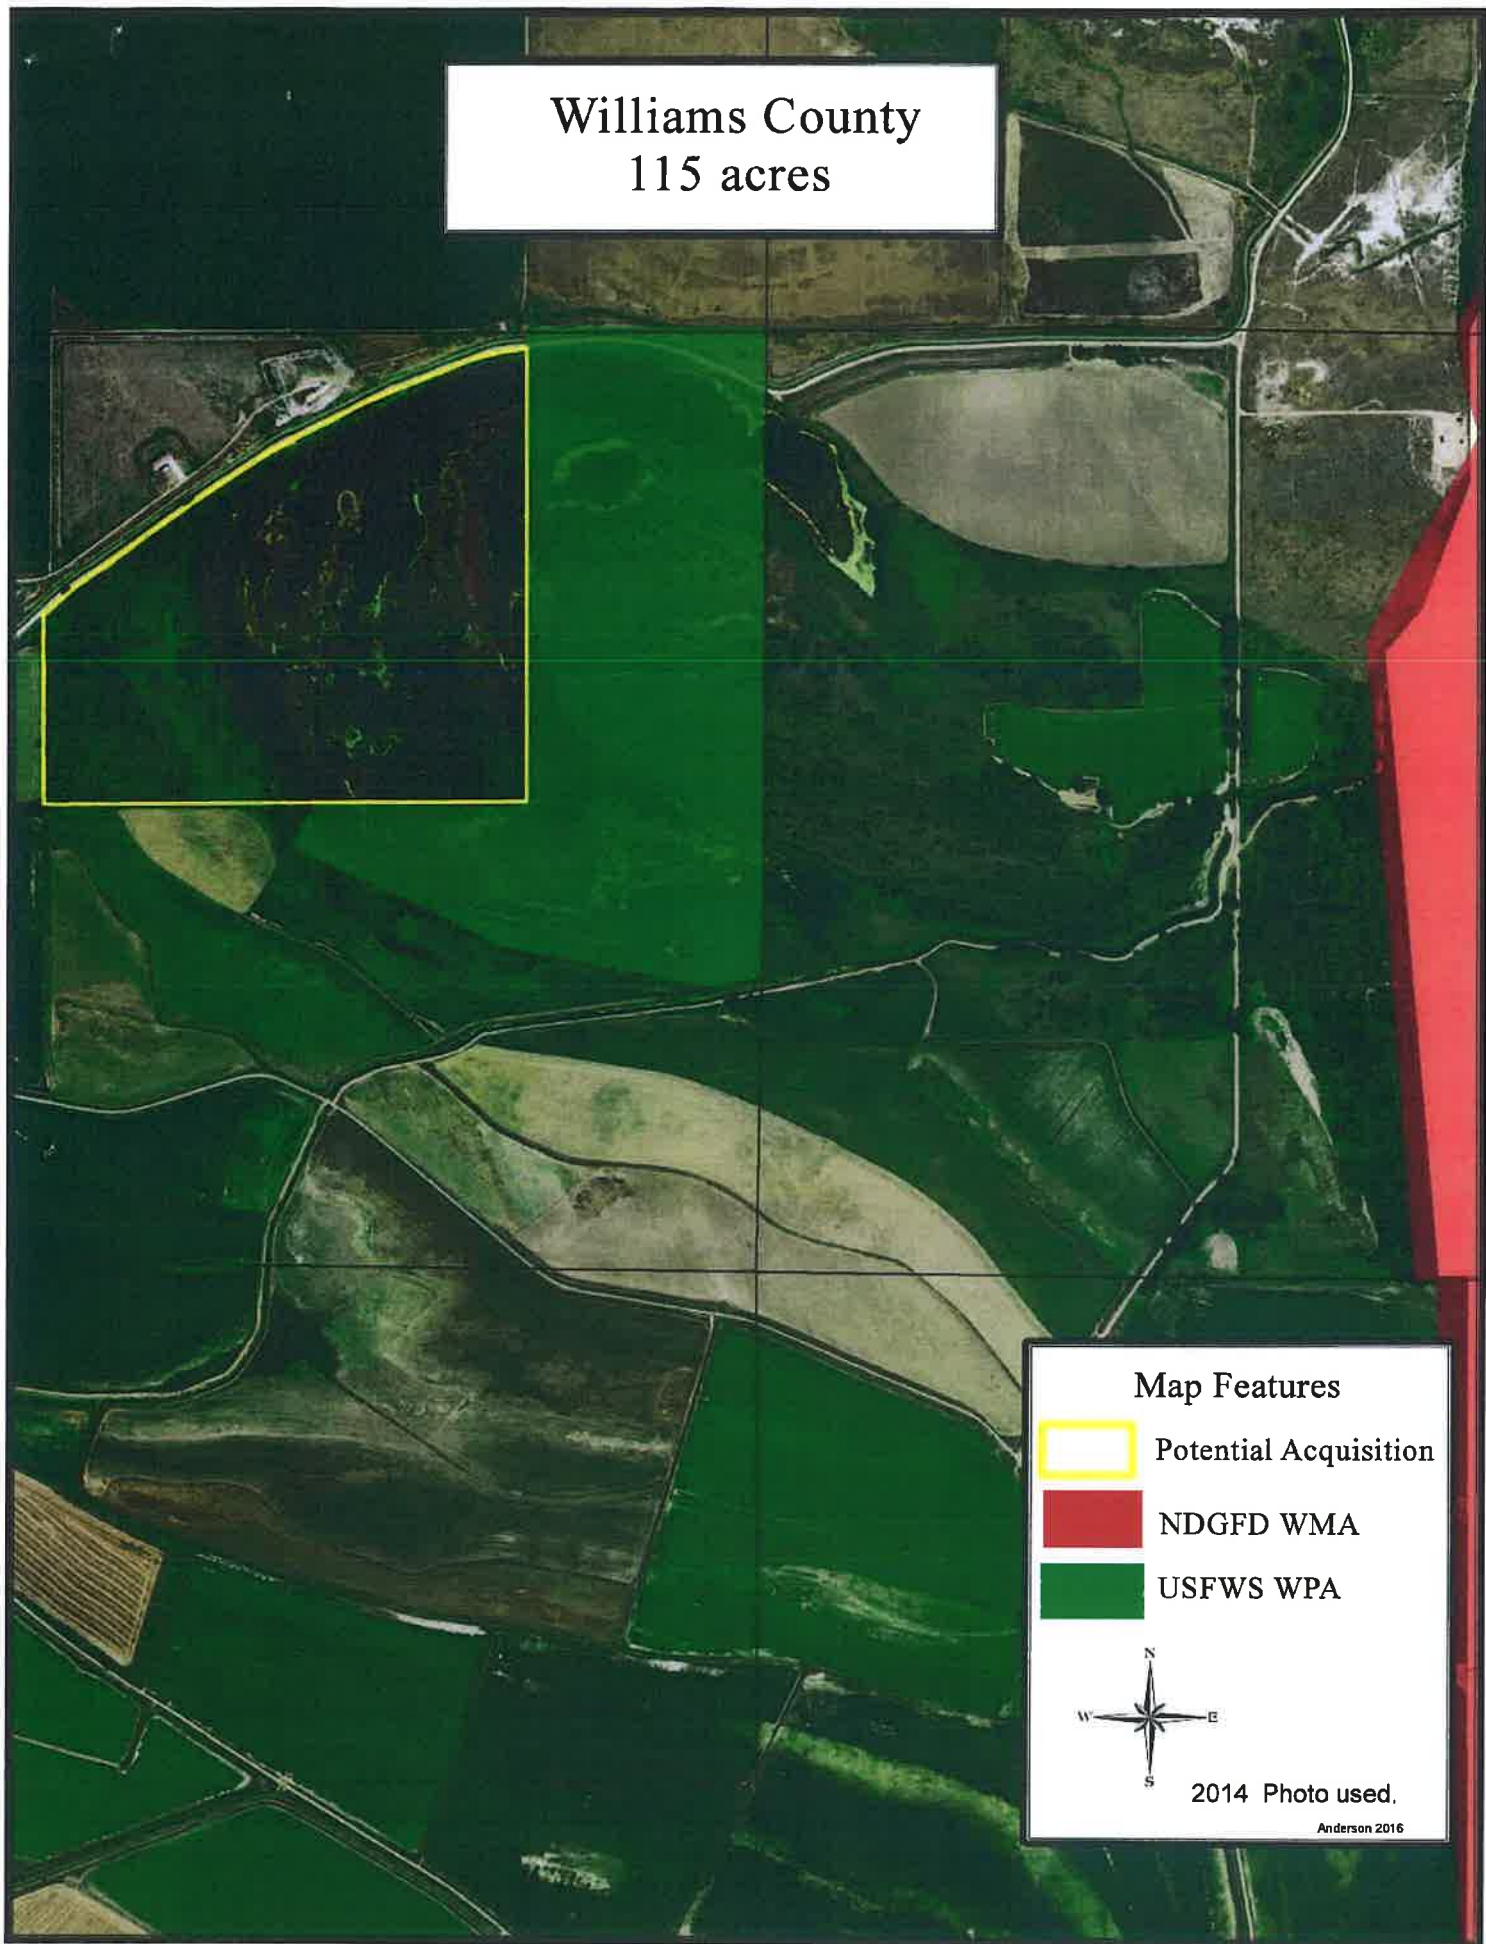 Williams County
115 acres
Map Features
Potential Acquisition
NDGFD WMA
USFWS WPA
N
W E
S
2014 Photo used.
Anderson 2016